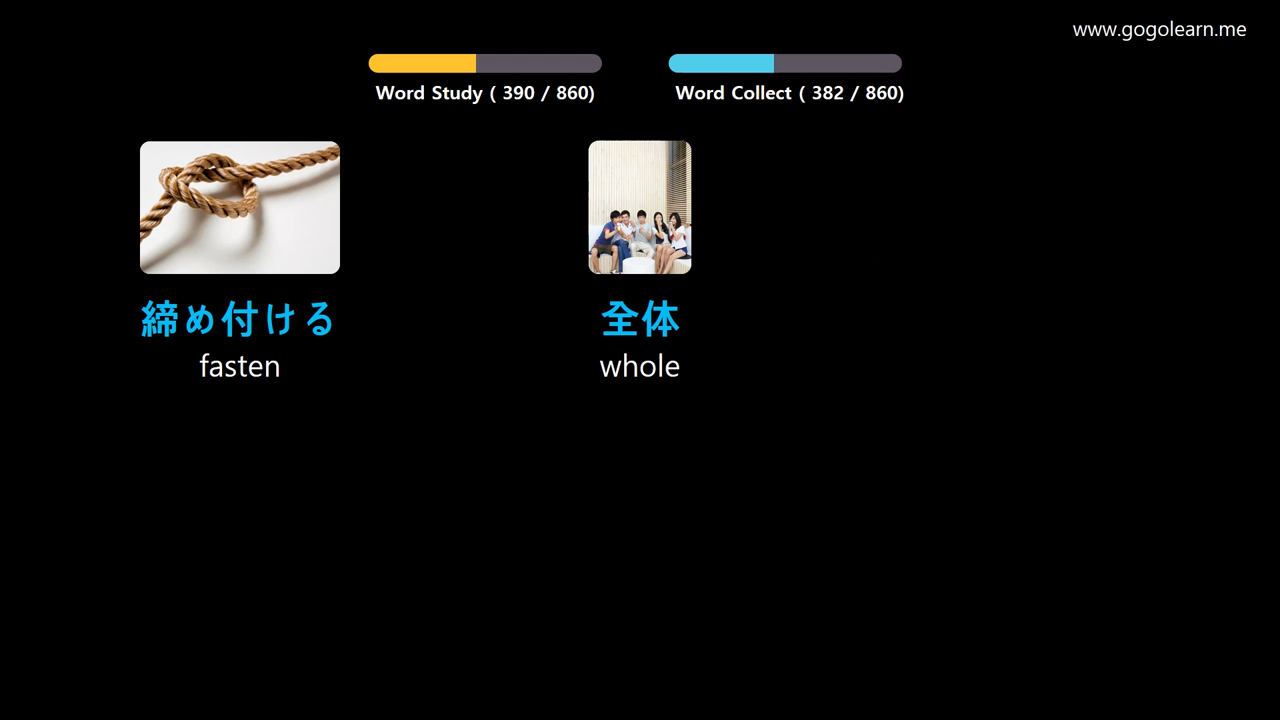 www.gogolearn.me
Word Study ( 390 / 860)
Word Collect ( 382 / 860)
締め付ける
fasten
全体
whole